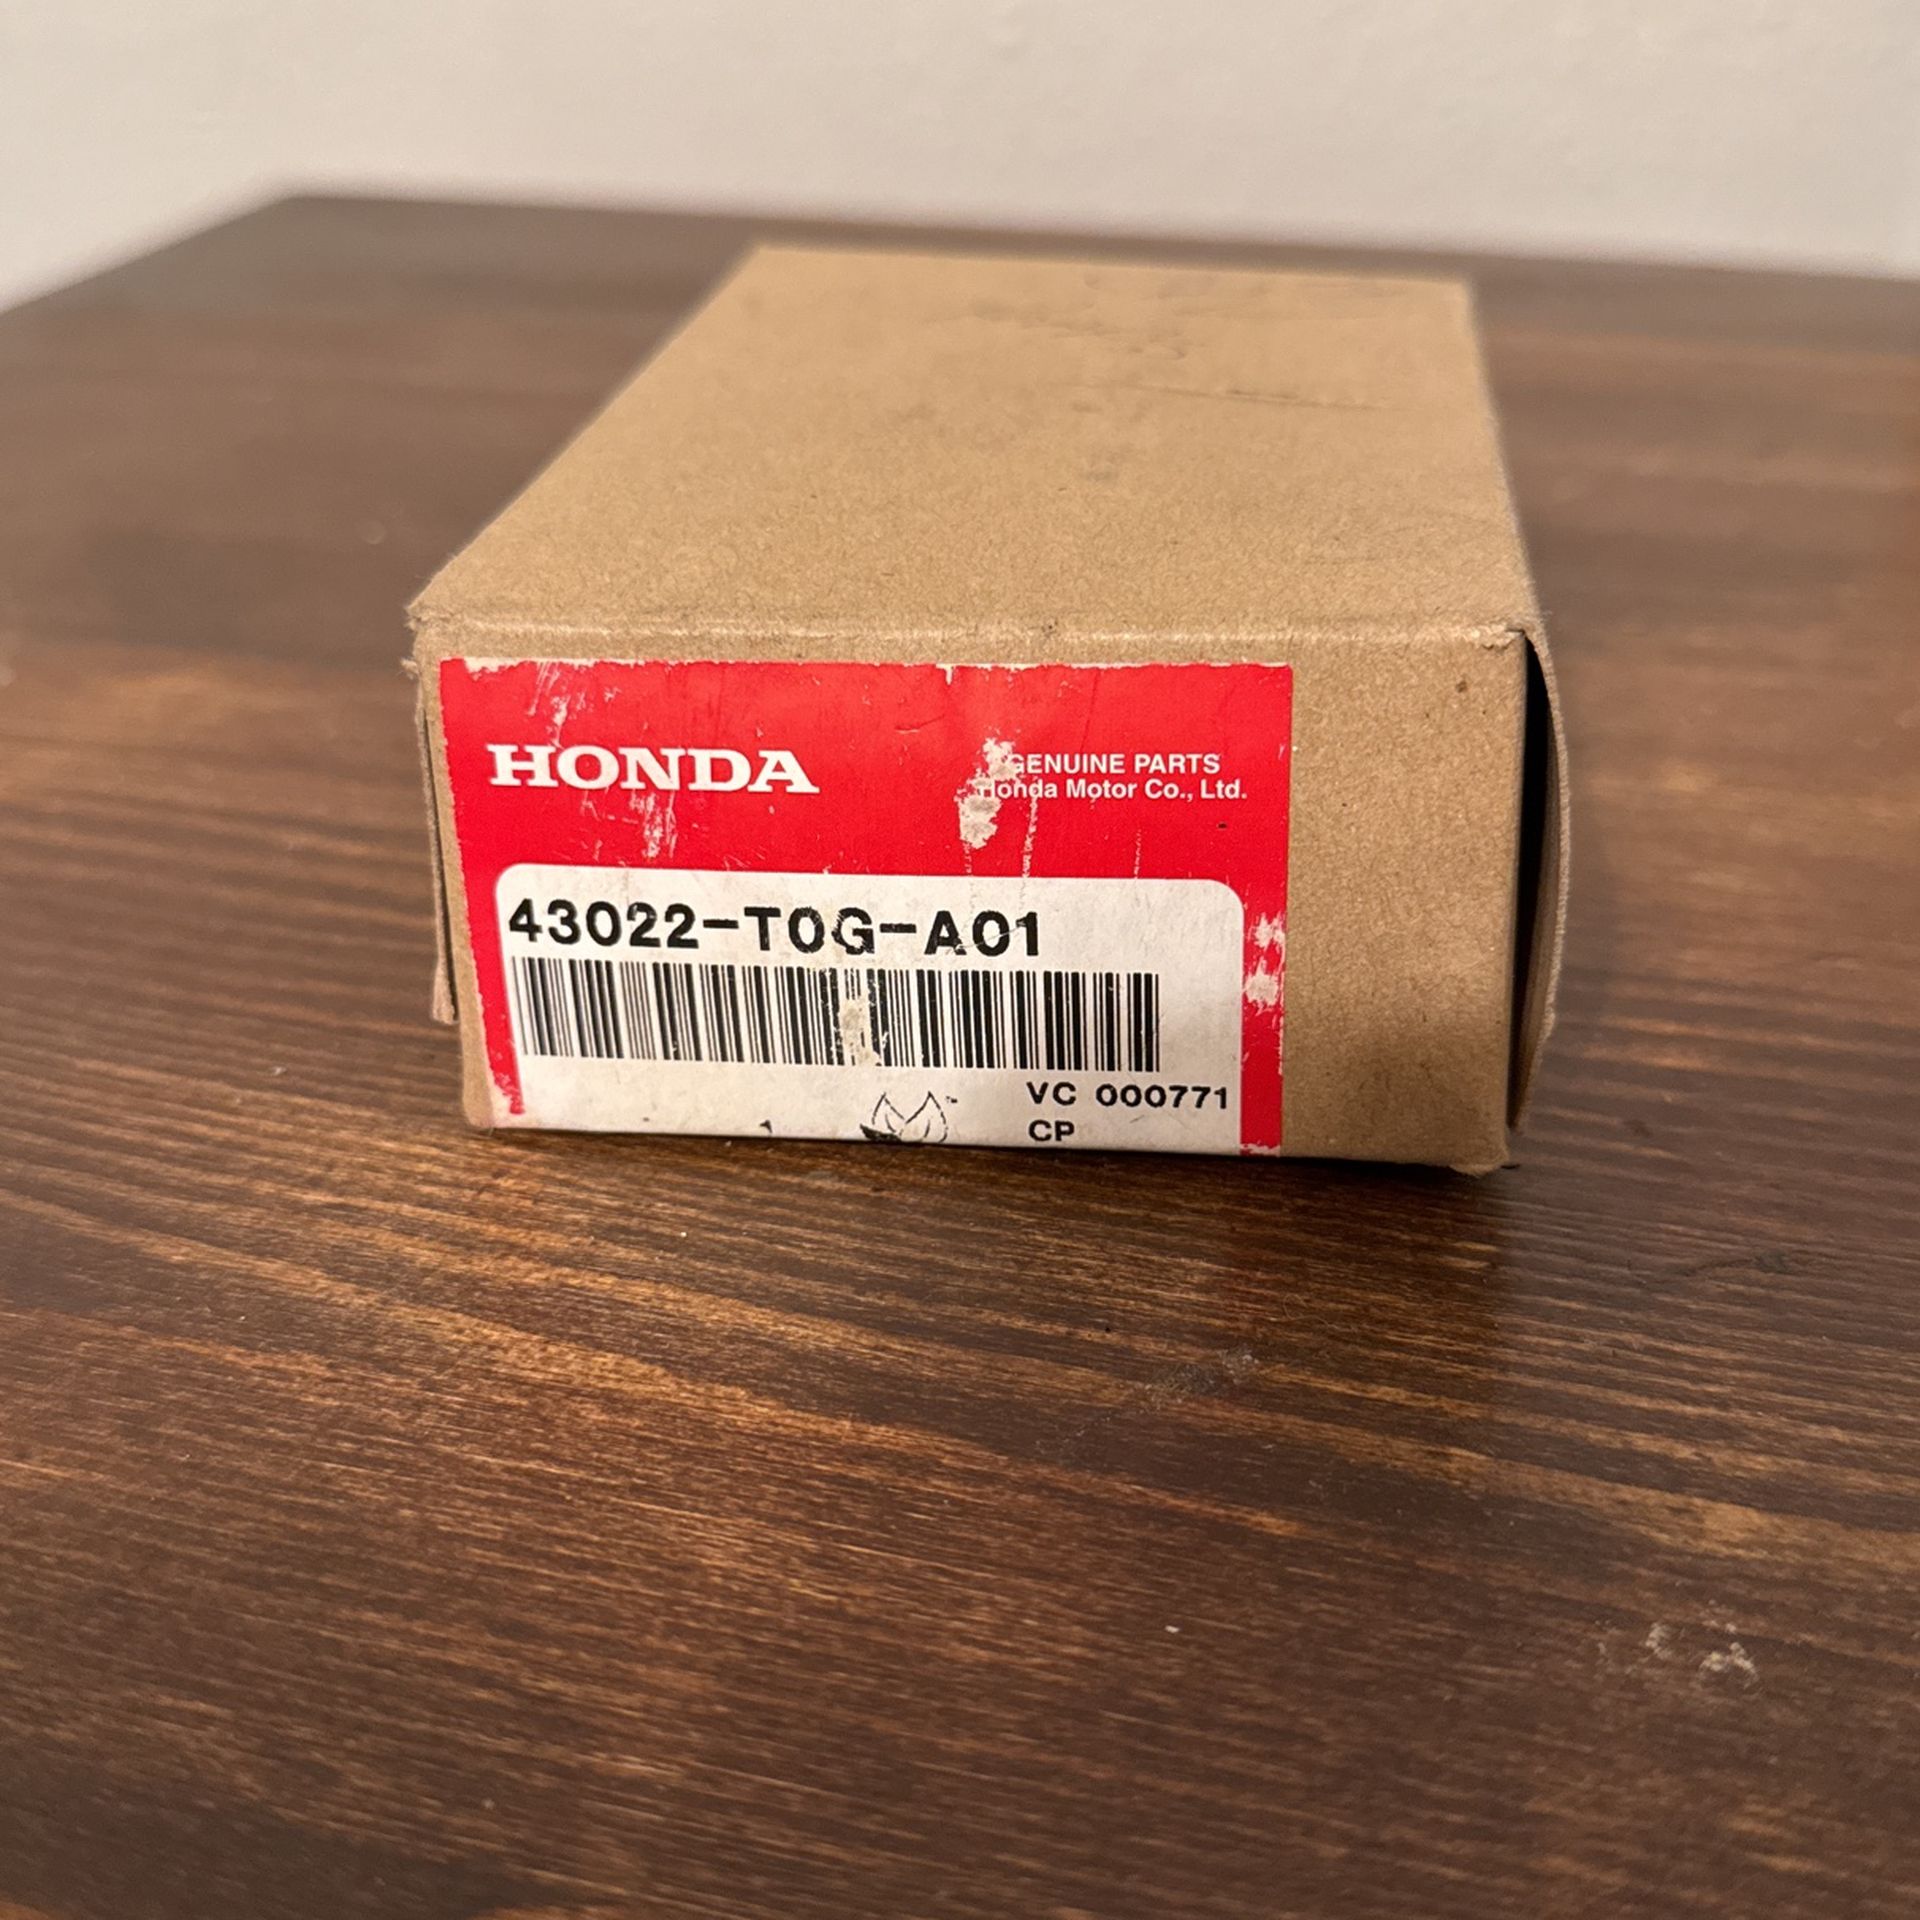 HONDA
GENUINE PARTS
Honda Motor Co., Ltd.
43022-T0G-A01
VC 000771
CP